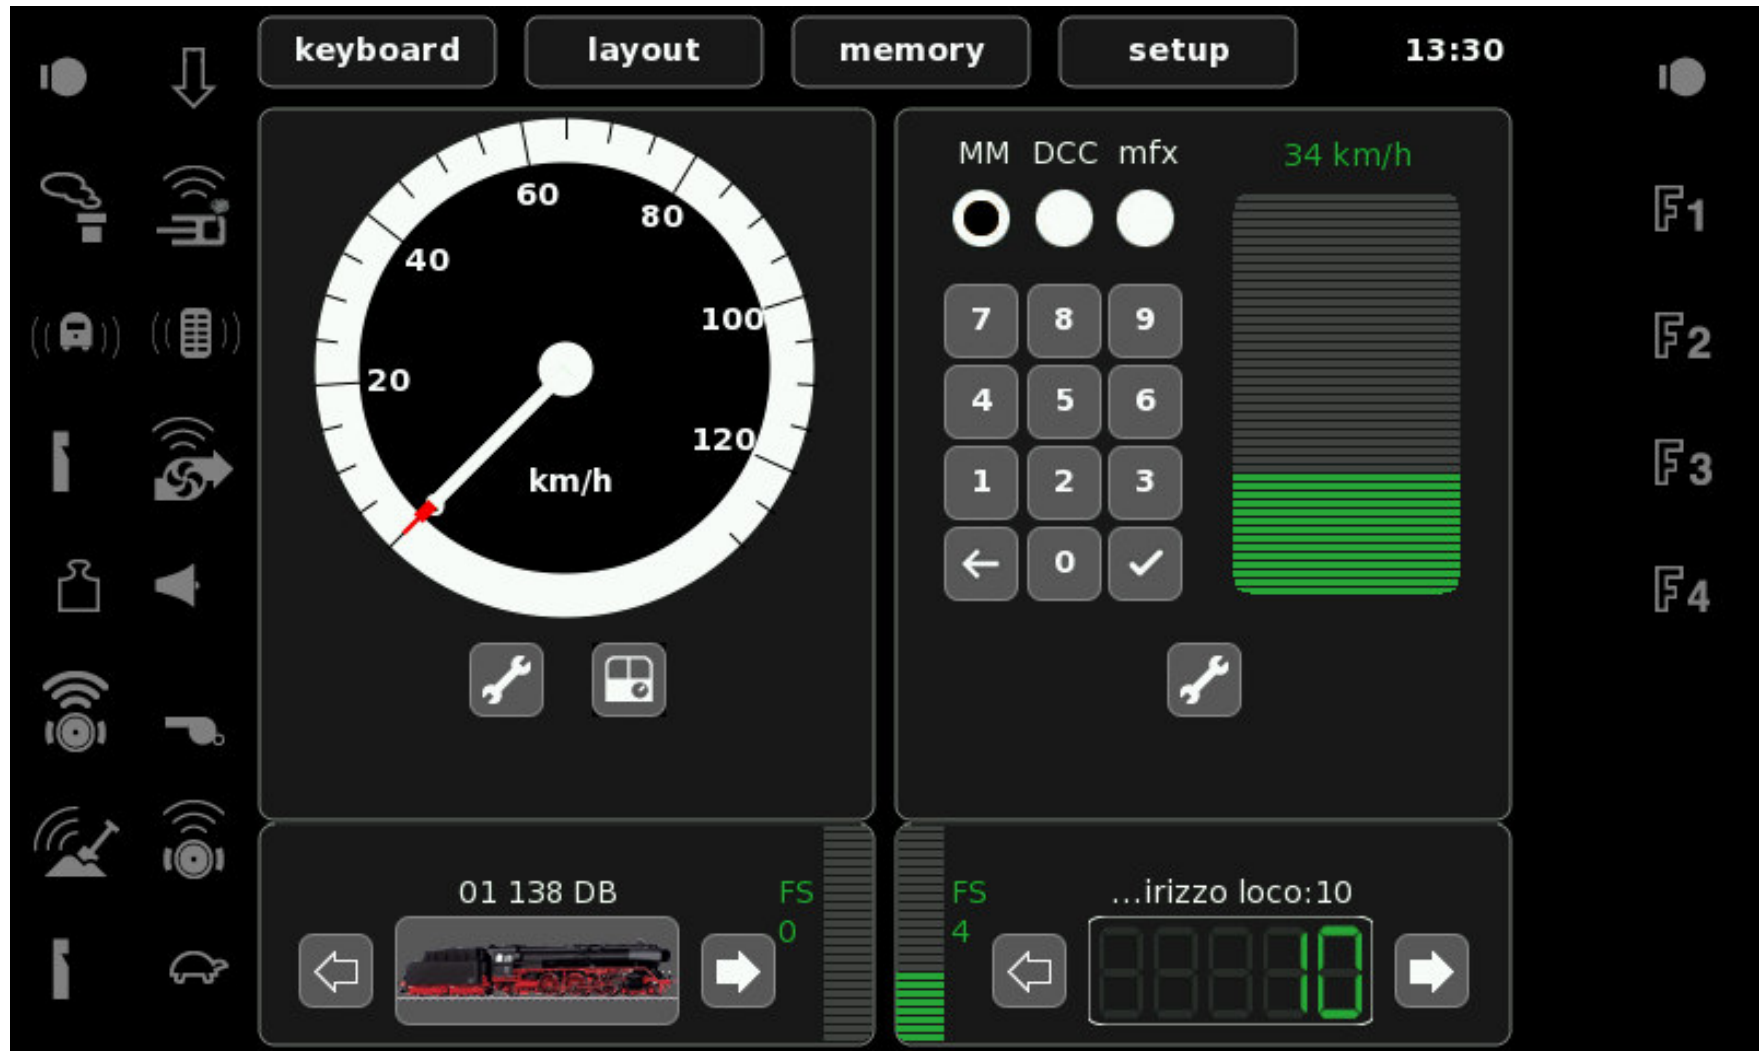 keyboard
layout
memory
setup
13:30
60
80
40
100
20
120
km/h
MM DCC mfx
34 km/h
7 8 9
4 5 6
1 2 3
0
F1
F2
F3
F4
01 138 DB
FS
0
FS
4
...irizzo loco:10
10